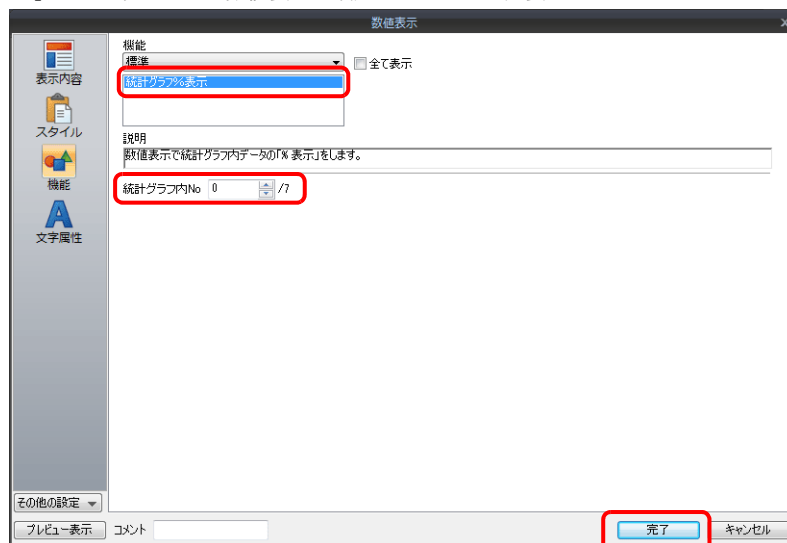 数値表示
機能
標準
全て表示
統計グラフ%表示
説明
数値表示で統計グラフ内データの「% 表示」をします。
統計グラフ内No 0 /7
表示内容
スタイル
機能
文字属性
その他の設定
プレビュー表示
コメント
完了
キャンセル